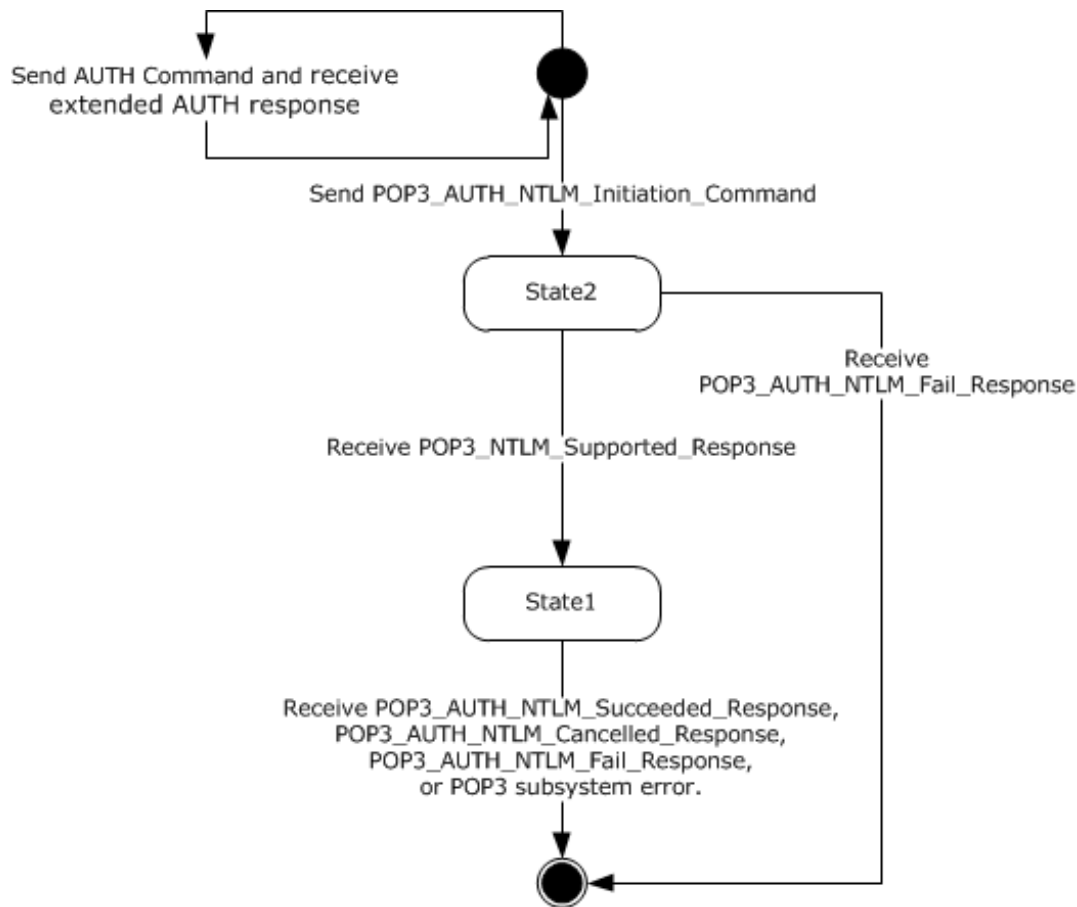 Send AUTH Command and receive
extended AUTH response
Send POP3_AUTH_NTLM_Initiation_Command
State2
Receive
POP3_AUTH_NTLM_Fail_Response
Receive POP3_NTLM_Supported_Response
State1
Receive POP3_AUTH_NTLM_Succeeded_Response,
POP3_AUTH_NTLM_Cancelled_Response,
POP3_AUTH_NTLM_Fail_Response,
or POP3 subsystem error.